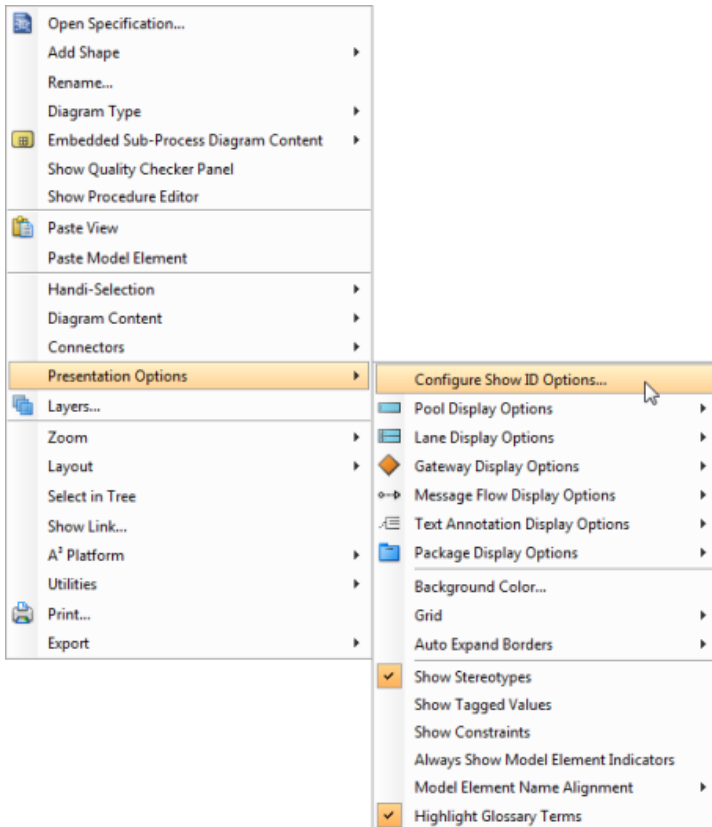 Open Specification...
Add Shape
Rename...
Diagram Type
Embedded Sub-Process Diagram Content
Show Quality Checker Panel
Show Procedure Editor
Paste View
Paste Model Element
Handi-Selection
Diagram Content
Connectors
Presentation Options
Layers...
Zoom
Layout
Select in Tree
Show Link...
A² Platform
Utilities
Print...
Export
Configure Show ID Options...
Pool Display Options
Lane Display Options
Gateway Display Options
Message Flow Display Options
Text Annotation Display Options
Package Display Options
Background Color...
Grid
Auto Expand Borders
Show Stereotypes
Show Tagged Values
Show Constraints
Always Show Model Element Indicators
Model Element Name Alignment
Highlight Glossary Terms